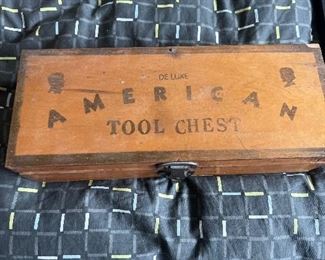 DE LUXE
AMERICAN
TOOL CHEST